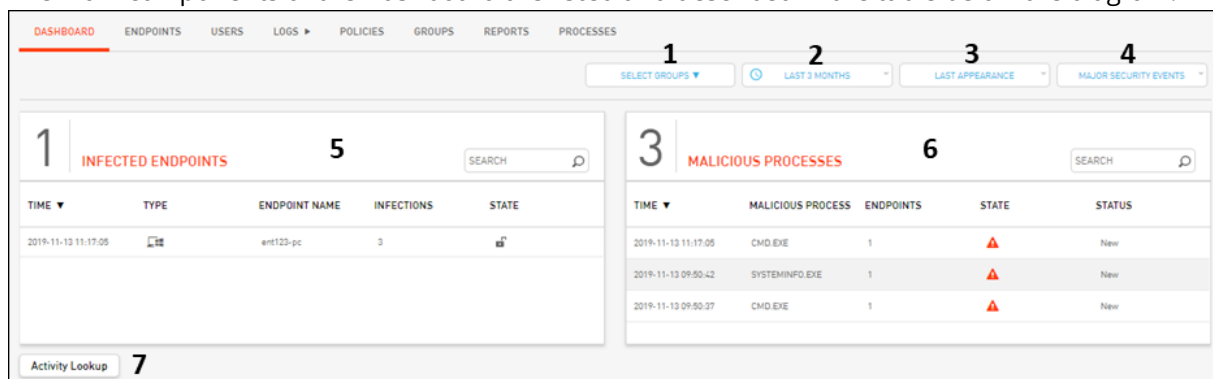 DASHBOARD ENDPOINTS USERS LOGS ► POLICIES GROUPS REPORTS PROCESSES
1 2 3 4
SELECT GROUPS ▼ LAST 3 MONTHS LAST APPEARANCE MAJOR SECURITY EVENTS
1 INFECTED ENDPOINTS 5 SEARCH
TIME ▼ TYPE ENDPOINT NAME INFECTIONS STATE
2019-11-13 11:17:05 ent123-pc 3
3 MALICIOUS PROCESSES 6 SEARCH
TIME ▼ MALICIOUS PROCESS ENDPOINTS STATE STATUS
2019-11-13 11:17:05 CMD.EXE 1 New
2019-11-13 09:50:42 SYSTEMINFO.EXE 1 New
2019-11-13 09:50:37 CMD.EXE 1 New
Activity Lookup 7